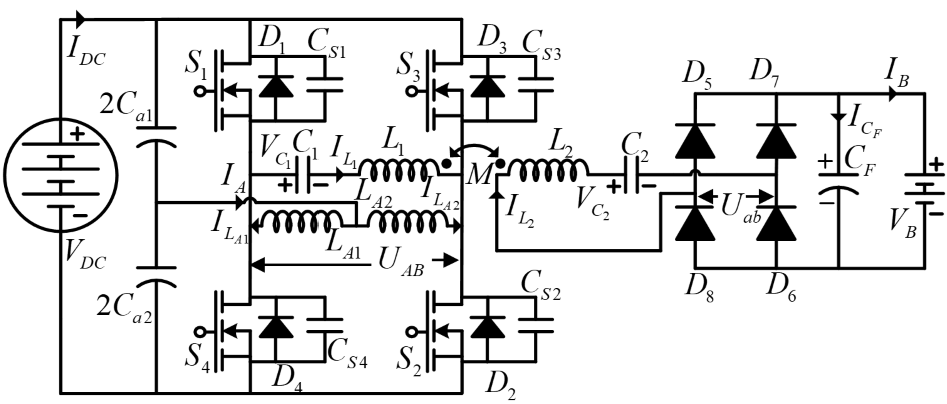 I_DC
D_1
C_S1
D_3
C_S3
S_1
S_3
D_5
D_7
I_B
2C_a1
+
V_C1
C_1
I_L1
L_1
L_2
C_2
I_CF
+
C_F
−
I_A
+
−
M
V_C2
+
−
+
−
L_A2
I_LA2
I_L2
U_ab
V_B
−
I_LA1
L_A1
V_DC
U_AB
2C_a2
D_8
D_6
C_S2
S_4
C_S4
S_2
D_4
D_2